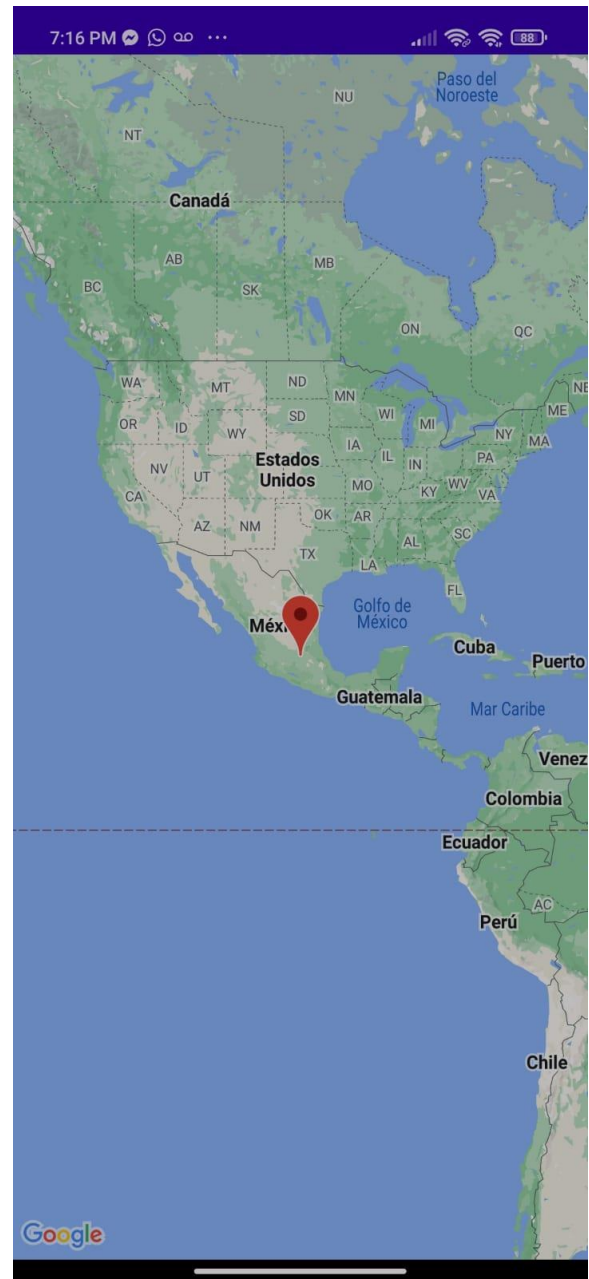 7:16 PM ...
88
Paso del
Noroeste
NU
NT
Canadá
AB
MB
BC
SK
ON
QC
WA
MT
ND
MN
NE
ME
OR
ID
SD
WI
MI
WY
NY
MA
IA
Estados
Unidos
IL
IN
PA
NV
UT
CA
MO
KY
WV
VA
AZ
NM
OK
AR
SC
AL
TX
LA
FL
Golfo de
México
Méxi
Cuba
Puerto
Guatemala
Mar Caribe
Venez
Colombia
Ecuador
AC
Perú
Chile
Google